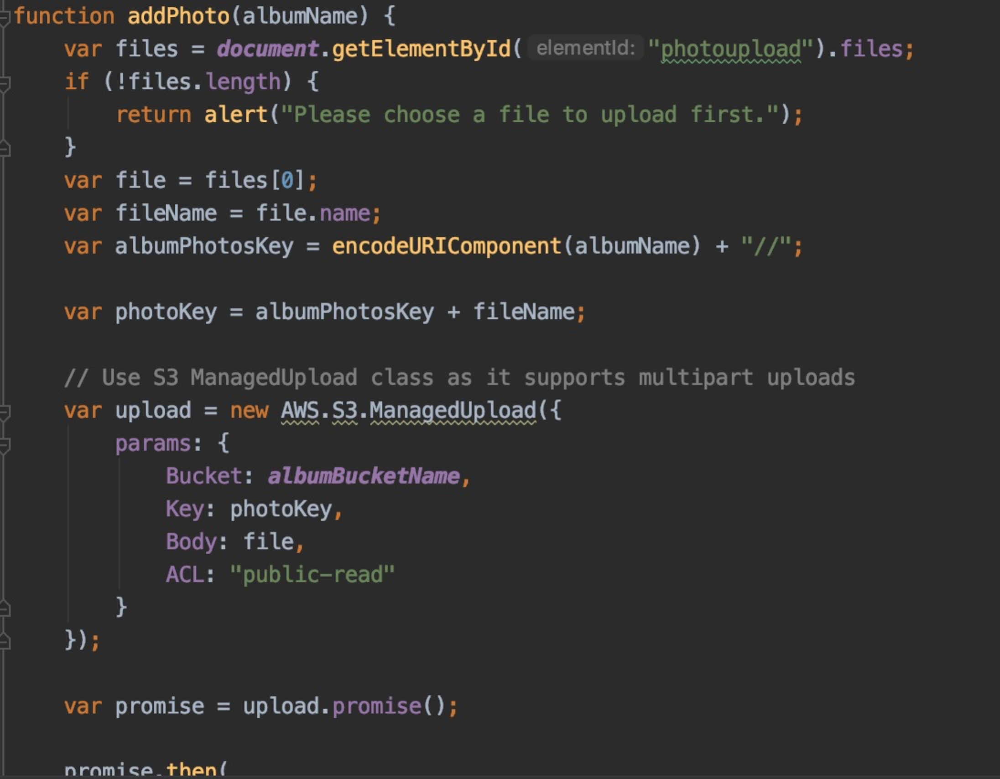 function addPhoto(albumName) {
var files = document.getElementById( elementId: "photoupload").files;
if (!files.length) {
return alert("Please choose a file to upload first.");
}
var file = files[0];
var fileName = file.name;
var albumPhotosKey = encodeURIComponent(albumName) + "//";
var photoKey = albumPhotosKey + fileName;
// Use S3 ManagedUpload class as it supports multipart uploads
var upload = new AWS.S3.ManagedUpload({
params: {
Bucket: albumBucketName,
Key: photoKey,
Body: file,
ACL: "public-read"
}
});
var promise = upload.promise();
promise.then(